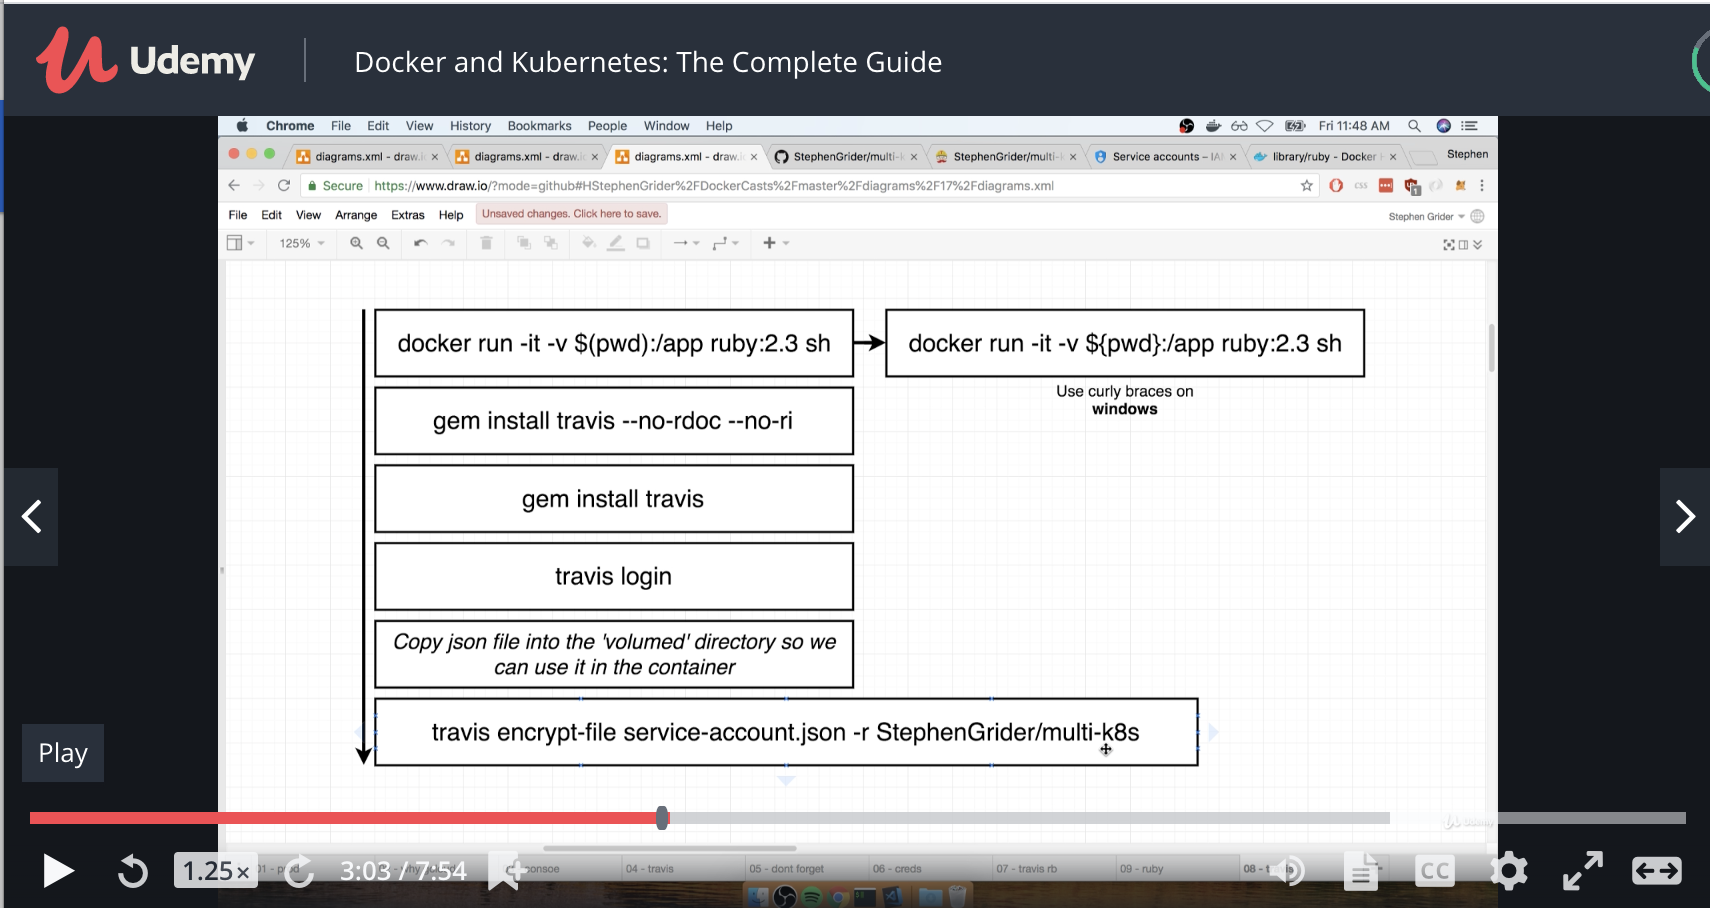 Udemy
Docker and Kubernetes: The Complete Guide
Chrome File Edit View History Bookmarks People Window Help
Fri 11:48 AM
diagrams.xml - draw.
diagrams.xml - draw.
diagrams.xml - draw.
StephenGrider/multi-
StephenGrider/multi-
Service accounts – IA
library/ruby - Docker
Stephen
Secure https://www.draw.io/?mode=github#HStephenGrider%2FDockerCasts%2Fmaster%2Fdiagrams%2F17%2Fdiagrams.xml
css
1
File Edit View Arrange Extras Help Unsaved changes. Click here to save.
Stephen Grider
125%
docker run -it -v $(pwd):/app ruby:2.3 sh
docker run -it -v ${pwd}:/app ruby:2.3 sh
Use curly braces on
windows
gem install travis --no-rdoc --no-ri
gem install travis
travis login
Copy json file into the 'volumed' directory so we
can use it in the container
travis encrypt-file service-account.json -r StephenGrider/multi-k8s
Play
Udemy
1.25×
3:03 / 7:54
04 - travis
05 - dont forget
06 - creds
07 - travis rb
09 - ruby
08 -
CC